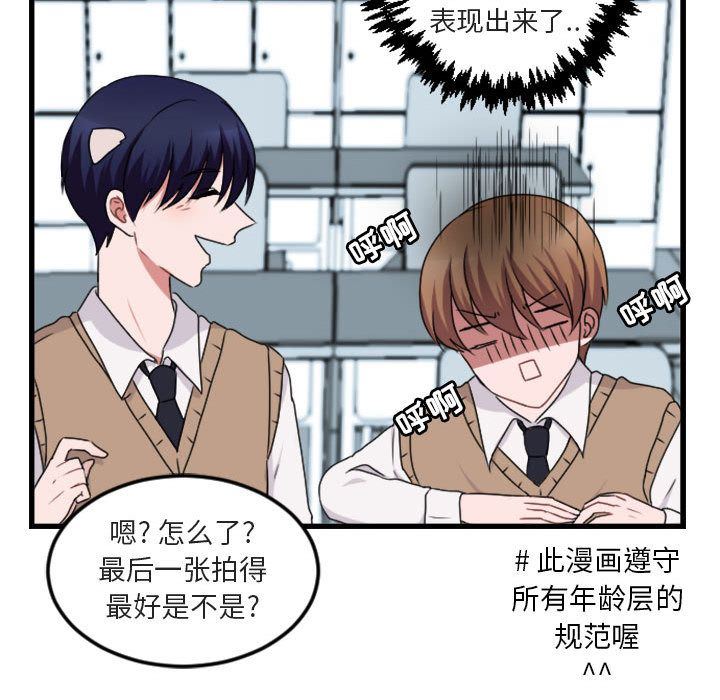 表现出来了..
呼啊
呼啊
呼啊
嗯? 怎么了?
最后一张拍得
最好是不是?
# 此漫画遵守
所有年龄层的
规范喔
^^